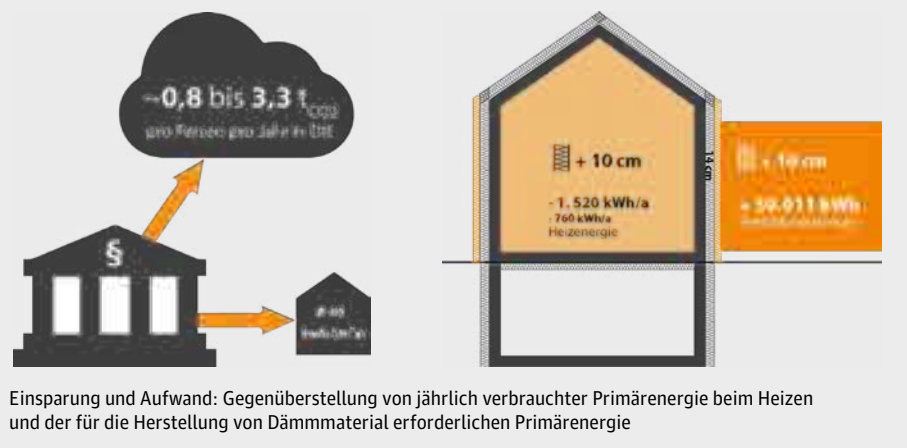 ~0,8 bis 3,3 t CO2
pro Person pro Jahr in DE
§
+ 10 cm
- 1. 520 kWh/a
- 760 kWh/a
Heizenergie
14 cm
+ 10 cm
Einsparung und Aufwand: Gegenüberstellung von jährlich verbrauchter Primärenergie beim Heizen
und der für die Herstellung von Dämmmaterial erforderlichen Primärenergie